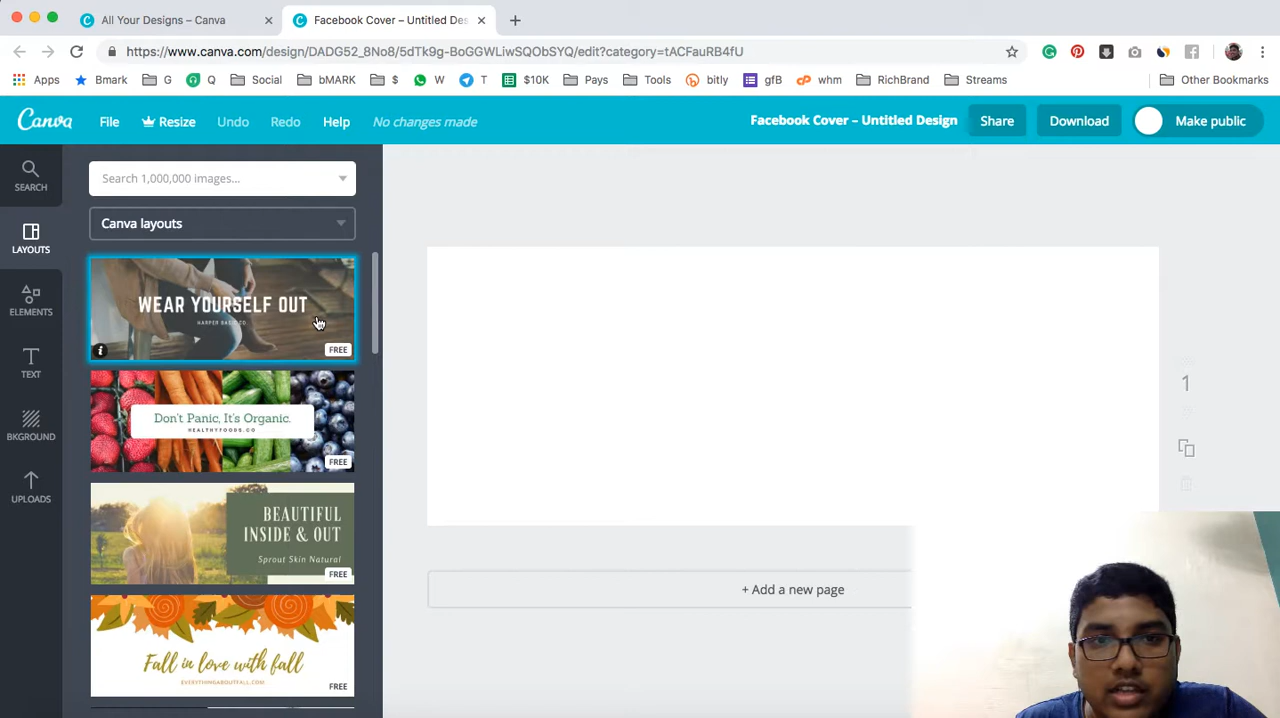 All Your Designs – Canva
Facebook Cover – Untitled Des
https://www.canva.com/design/DADG52_8No8/5dTk9g-BoGGWLiwSQObSYQ/edit?category=tACFauRB4fU
Apps Bmark G Q Social bMARK $ W T $10K Pays Tools bitly gfB whm RichBrand Streams Other Bookmarks
Canva File Resize Undo Redo Help No changes made Facebook Cover – Untitled Design Share Download Make public
SEARCH
LAYOUTS
ELEMENTS
TEXT
BKGROUND
UPLOADS
Search 1,000,000 images...
Canva layouts
WEAR YOURSELF OUT
HARPER BASIC CO.
FREE
Don't Panic, It's Organic.
HEALTHYFOODS.CO
FREE
BEAUTIFUL
INSIDE & OUT
Sprout Skin Natural
FREE
Fall in love with fall
EVERYTHINGABOUTFALL.COM
FREE
1
+ Add a new page